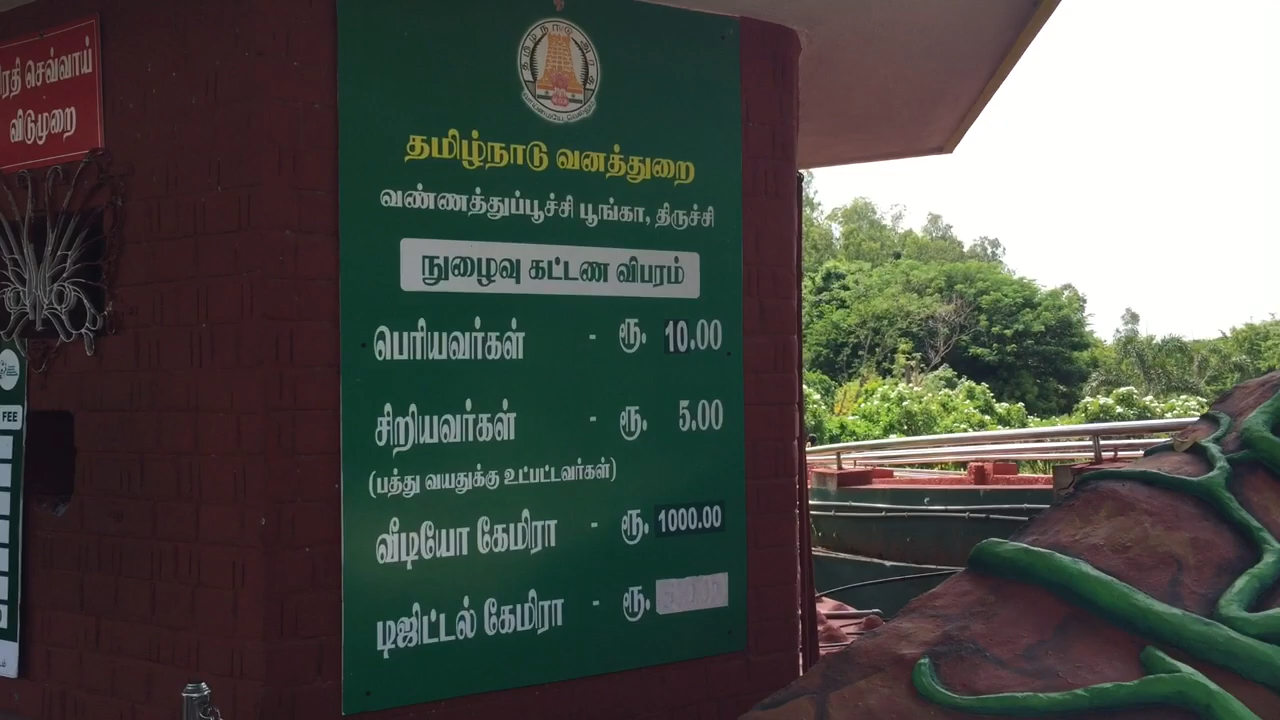 செவ்வாய்
விடுமுறை
தமிழ்நாடு வனத்துறை
வண்ணத்துப்பூச்சி பூங்கா, திருச்சி
நுழைவு கட்டண விபரம்
பெரியவர்கள் - ரூ. 10.00
சிறியவர்கள் - ரூ. 5.00
(பத்து வயதுக்கு உட்பட்டவர்கள்)
வீடியோ கேமிரா - ரூ. 1000.00
டிஜிட்டல் கேமிரா - ரூ.
FEE